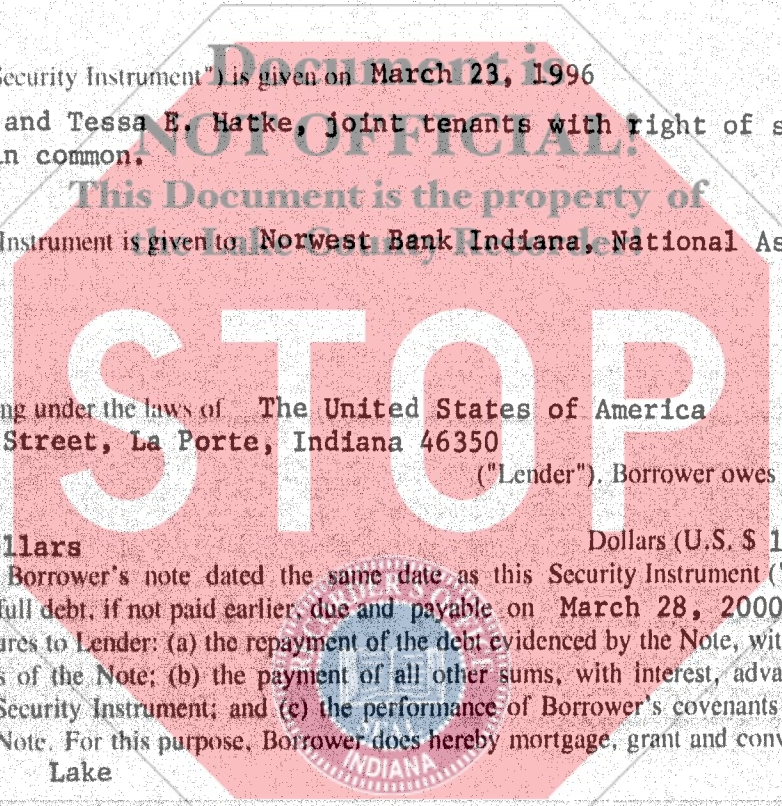 Document is
Security Instrument") is given on March 23, 1996
and Tessa E. Hatke, joint tenants with right of s
NOT OFFICIAL!
in common.
This Document is the property of
the Lake County Recorder!
Instrument is given to Norwest Bank Indiana, National As
STOP
ng under the laws of The United States of America
Street, La Porte, Indiana 46350
("Lender"). Borrower owes
llars Dollars (U.S. $ 1
Borrower's note dated the same date as this Security Instrument ("
full debt, if not paid earlier, due and payable on March 28, 2000
ures to Lender: (a) the repayment of the debt evidenced by the Note, wit
s of the Note; (b) the payment of all other sums, with interest, adva
Security Instrument; and (c) the performance of Borrower's covenants
Note. For this purpose, Borrower does hereby mortgage, grant and conv
Lake
RECORDER'S OFFICE
SEAL
INDIANA